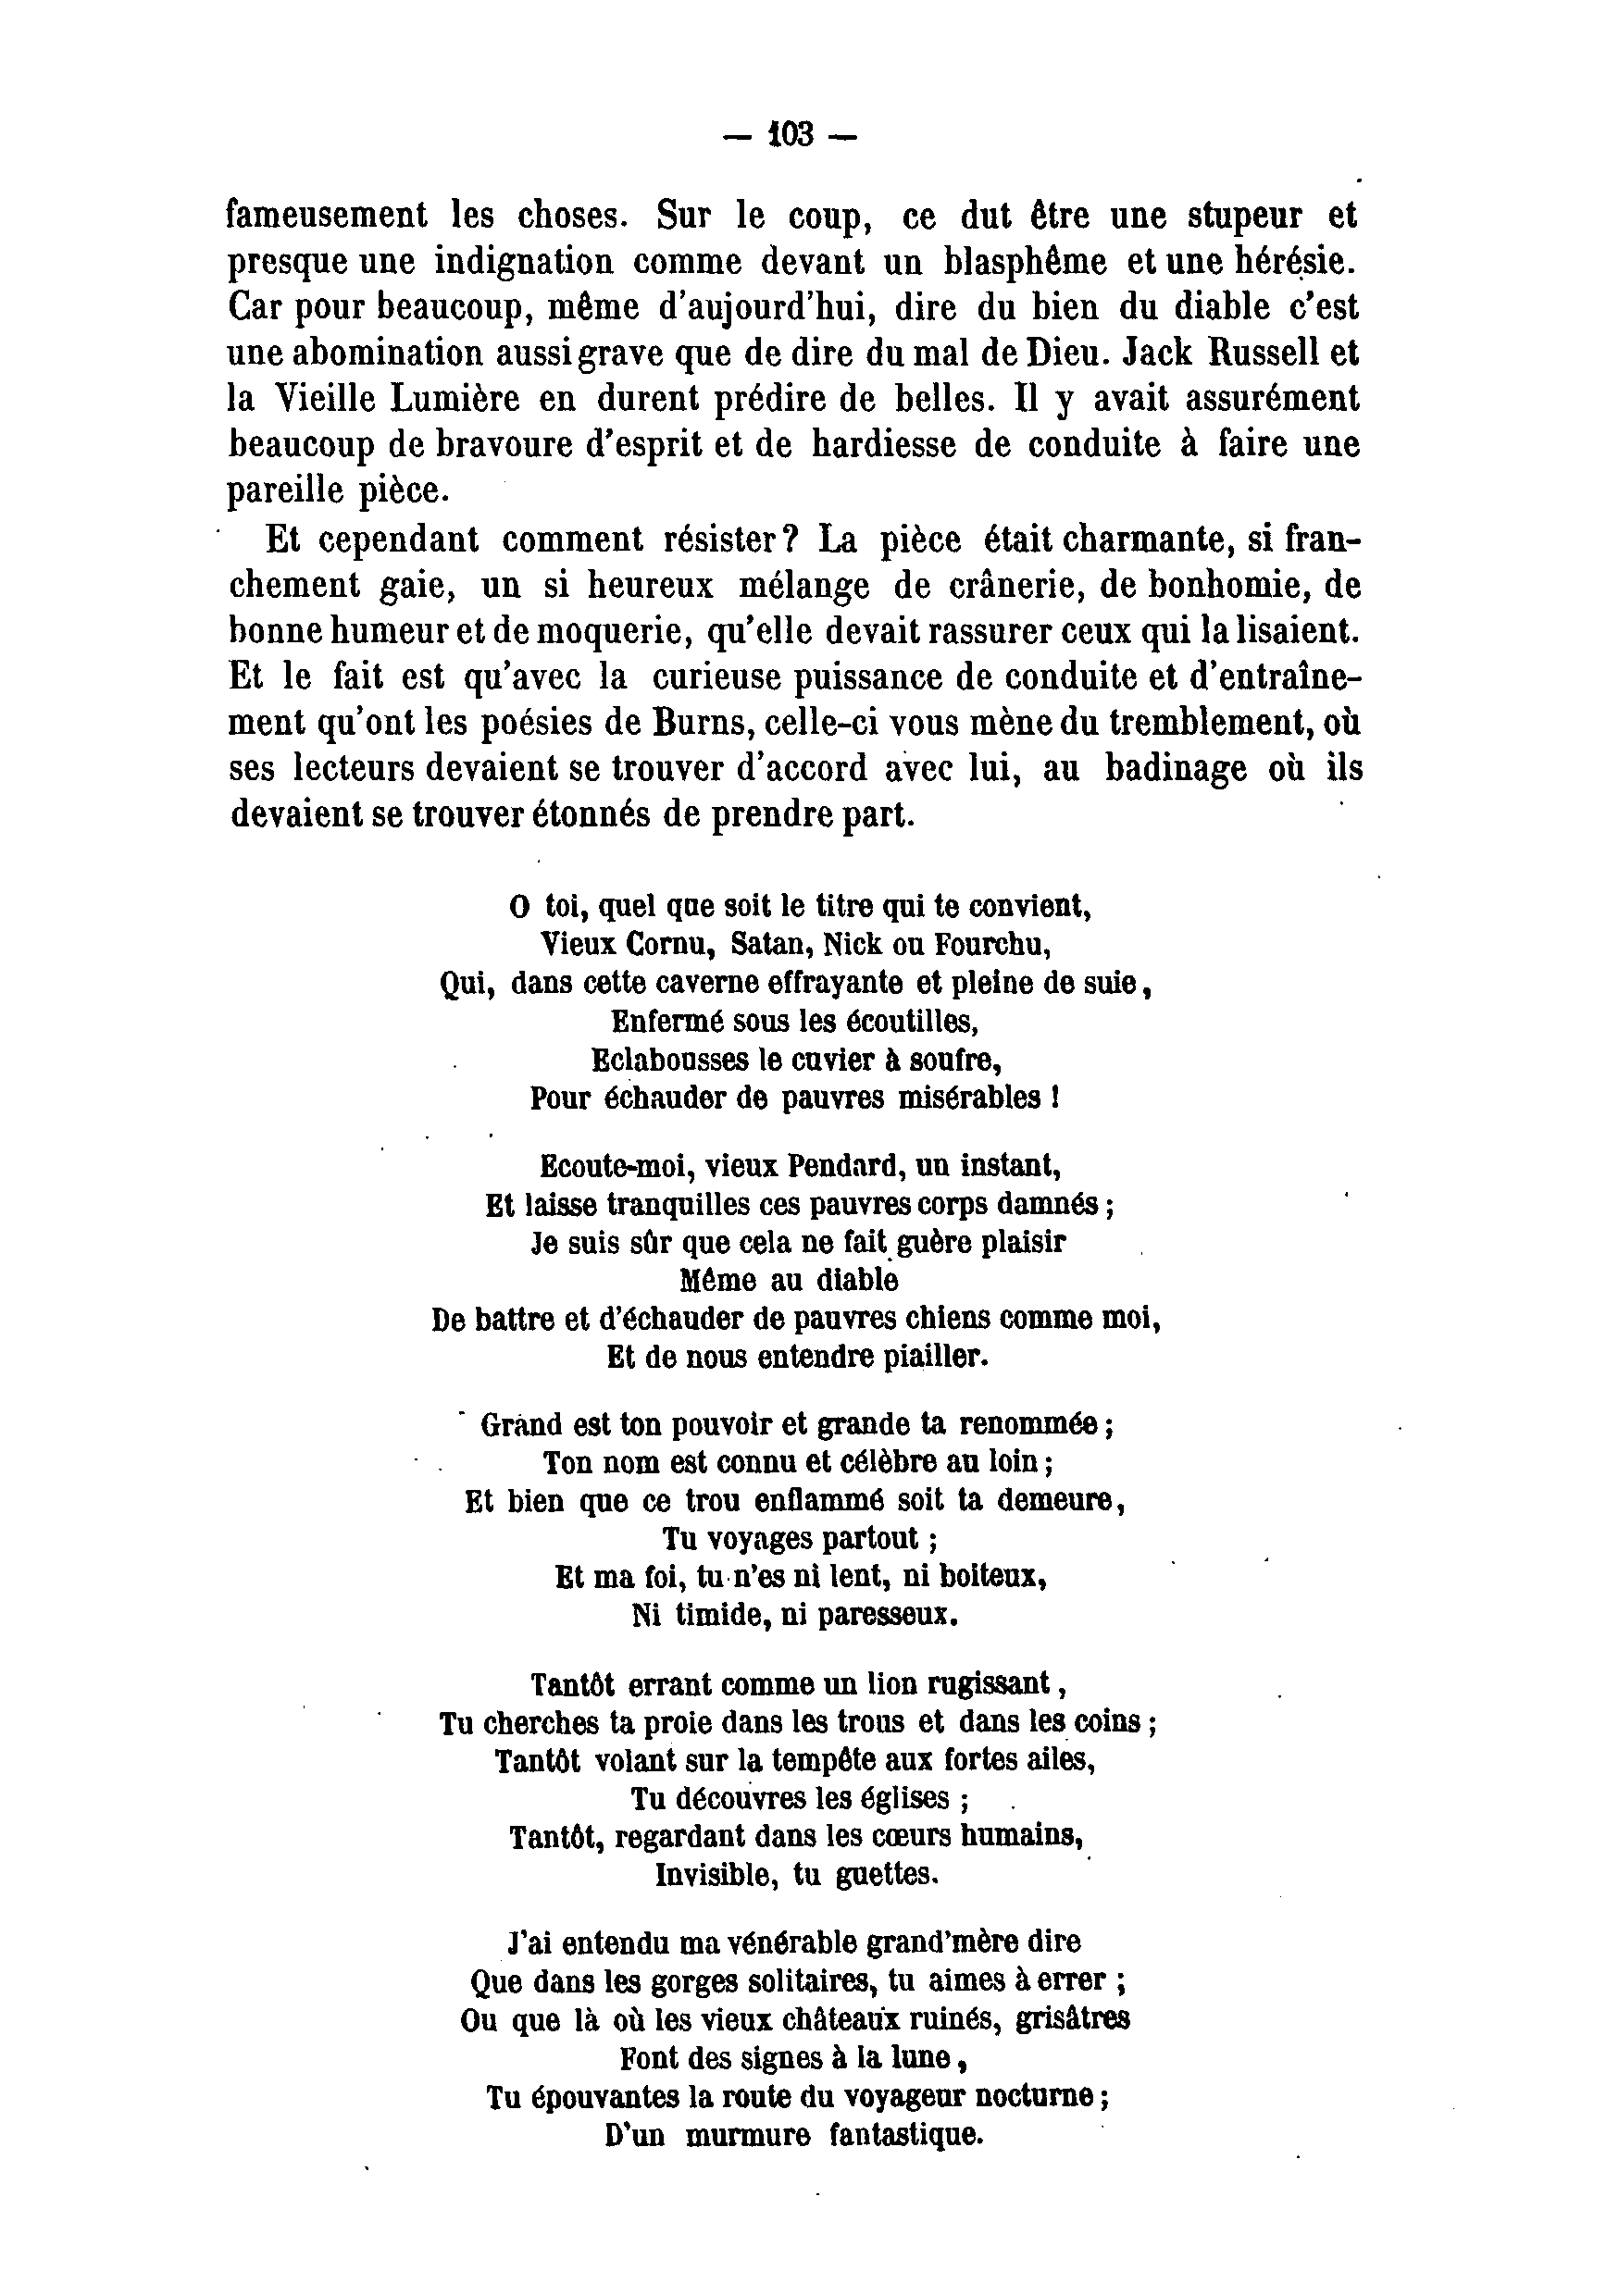 — 103 —
fameusement les choses. Sur le coup, ce dut être une stupeur et
presque une indignation comme devant un blasphême et une hérésie.
Car pour beaucoup, même d'aujourd'hui, dire du bien du diable c'est
une abomination aussi grave que de dire du mal de Dieu. Jack Russell et
la Vieille Lumière en durent prédire de belles. Il y avait assurément
beaucoup de bravoure d'esprit et de hardiesse de conduite à faire une
pareille pièce.
Et cependant comment résister? La pièce était charmante, si fran-
chement gaie, un si heureux mélange de crânerie, de bonhomie, de
bonne humeur et de moquerie, qu'elle devait rassurer ceux qui la lisaient.
Et le fait est qu'avec la curieuse puissance de conduite et d'entraîne-
ment qu'ont les poésies de Burns, celle-ci vous mène du tremblement, où
ses lecteurs devaient se trouver d'accord avec lui, au badinage où ils
devaient se trouver étonnés de prendre part.
O toi, quel que soit le titre qui te convient,
Vieux Cornu, Satan, Nick ou Fourchu,
Qui, dans cette caverne effrayante et pleine de suie,
Enfermé sous les écoutilles,
Eclabousses le cuvier à soufre,
Pour échauder de pauvres misérables !
Ecoute-moi, vieux Pendard, un instant,
Et laisse tranquilles ces pauvres corps damnés ;
Je suis sûr que cela ne fait guère plaisir
Même au diable
De battre et d'échauder de pauvres chiens comme moi,
Et de nous entendre piailler.
Grand est ton pouvoir et grande ta renommée ;
Ton nom est connu et célèbre au loin ;
Et bien que ce trou enflammé soit ta demeure,
Tu voyages partout ;
Et ma foi, tu n'es ni lent, ni boiteux,
Ni timide, ni paresseux.
Tantôt errant comme un lion rugissant,
Tu cherches ta proie dans les trous et dans les coins ;
Tantôt volant sur la tempête aux fortes ailes,
Tu découvres les églises ;
Tantôt, regardant dans les cœurs humains,
Invisible, tu guettes.
J'ai entendu ma vénérable grand'mère dire
Que dans les gorges solitaires, tu aimes à errer ;
Ou que là où les vieux châteaux ruinés, grisâtres
Font des signes à la lune,
Tu épouvantes la route du voyageur nocturne ;
D'un murmure fantastique.